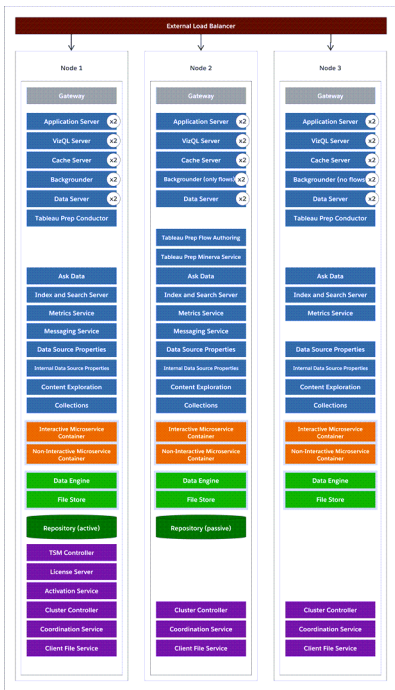 External Load Balancer
Node 1
Gateway
Application Server x2
VizQL Server x2
Cache Server x2
Backgrounder x2
Data Server x2
Tableau Prep Conductor
Ask Data
Index and Search Server
Metrics Service
Messaging Service
Data Source Properties
Internal Data Source Properties
Content Exploration
Collections
Interactive Microservice
Container
Non-Interactive Microservice
Container
Data Engine
File Store
Repository (active)
TSM Controller
License Server
Activation Service
Cluster Controller
Coordination Service
Client File Service
Node 2
Gateway
Application Server x2
VizQL Server x2
Cache Server x2
Backgrounder (only flows) x2
Data Server x2
Tableau Prep Flow Authoring
Tableau Prep Minerva Service
Ask Data
Index and Search Server
Metrics Service
Messaging Service
Data Source Properties
Internal Data Source Properties
Content Exploration
Collections
Interactive Microservice
Container
Non-Interactive Microservice
Container
Data Engine
File Store
Repository (passive)
Cluster Controller
Coordination Service
Client File Service
Node 3
Gateway
Application Server x2
VizQL Server x2
Cache Server x2
Backgrounder (no flows) x2
Data Server x2
Tableau Prep Conductor
Ask Data
Index and Search Server
Metrics Service
Data Source Properties
Internal Data Source Properties
Content Exploration
Collections
Interactive Microservice
Container
Non-Interactive Microservice
Container
Data Engine
File Store
Cluster Controller
Coordination Service
Client File Service